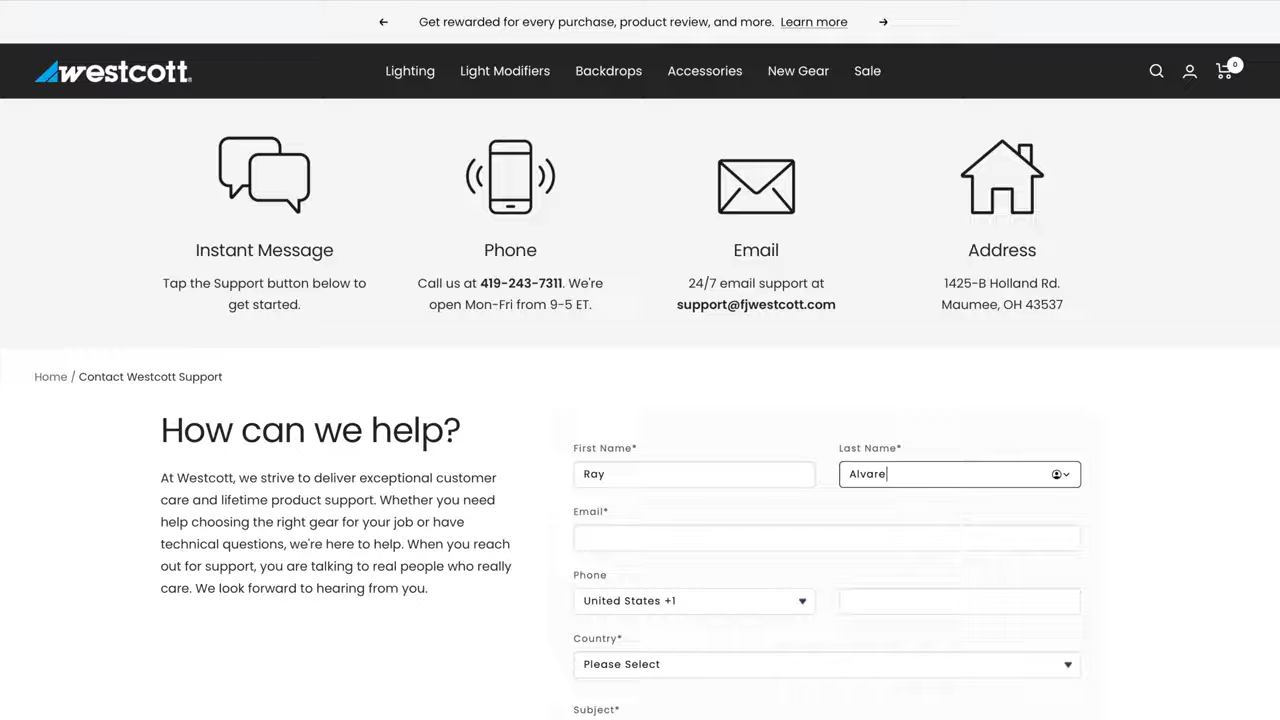 Get rewarded for every purchase, product review, and more. Learn more
westcott
Lighting Light Modifiers Backdrops Accessories New Gear Sale
0
Instant Message
Tap the Support button below to
get started.
Phone
Call us at 419-243-7311. We're
open Mon-Fri from 9-5 ET.
Email
24/7 email support at
support@fjwestcott.com
Address
1425-B Holland Rd.
Maumee, OH 43537
Home / Contact Westcott Support
How can we help?
At Westcott, we strive to deliver exceptional customer
care and lifetime product support. Whether you need
help choosing the right gear for your job or have
technical questions, we're here to help. When you reach
out for support, you are talking to real people who really
care. We look forward to hearing from you.
First Name*
Ray
Last Name*
Alvare
Email*
Phone
United States +1
Country*
Please Select
Subject*